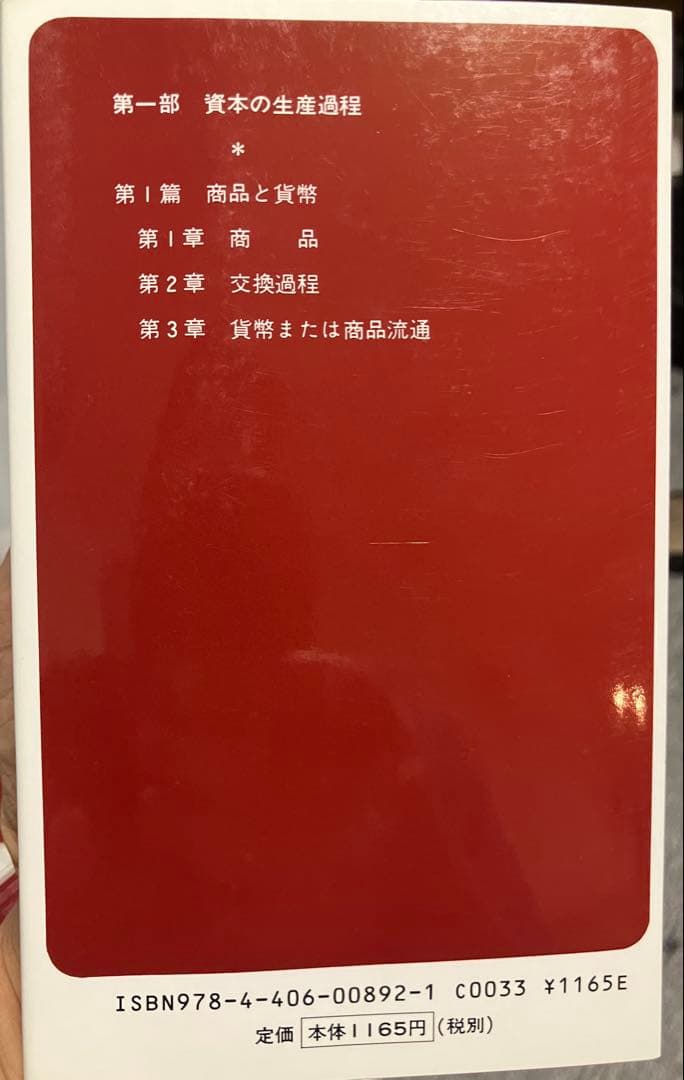 第一部　資本の生産過程
＊
第1篇　商品と貨幣
第1章　商　　品
第2章　交換過程
第3章　貨幣または商品流通
ISBN978-4-406-00892-1 C0033 ¥1165E
定価 本体1165円 (税別)